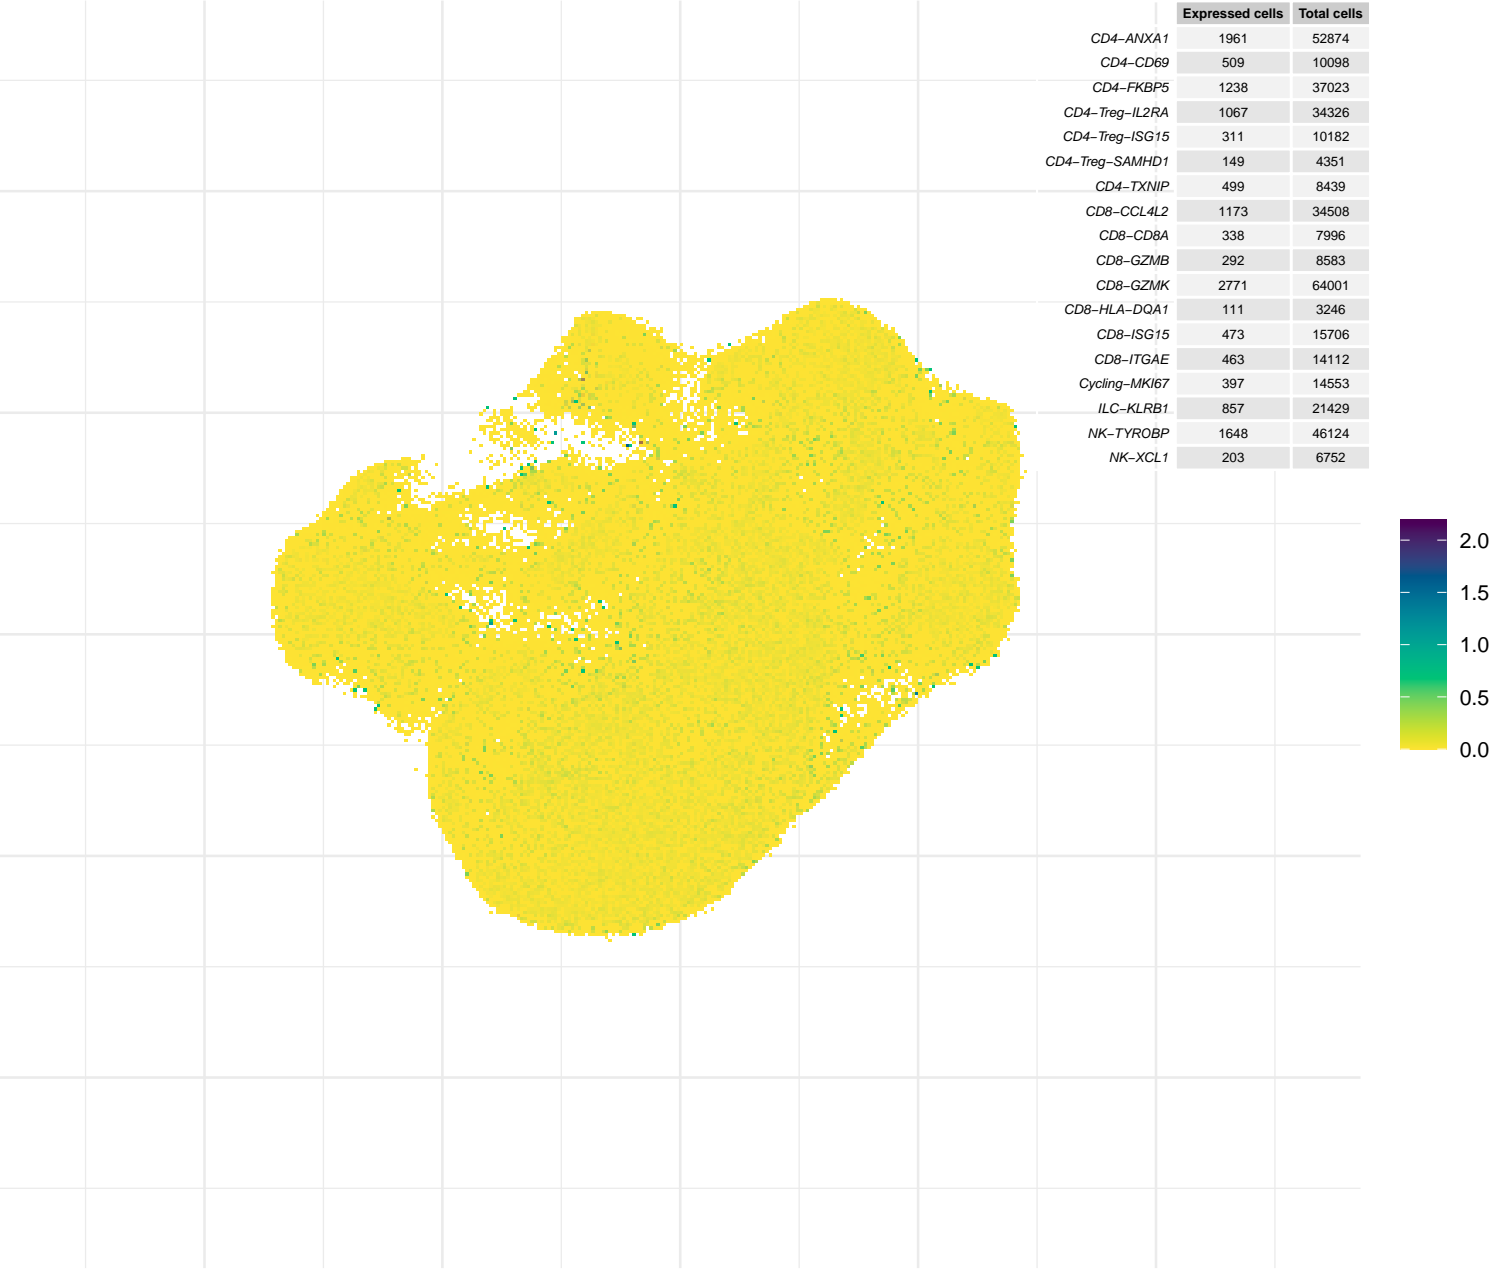 Expressed cells Total cells
CD4−ANXA1 1961 52874
CD4−CD69 509 10098
CD4−FKBP5 1238 37023
CD4−Treg−IL2RA 1067 34326
CD4−Treg−ISG15 311 10182
CD4−Treg−SAMHD1 149 4351
CD4−TXNIP 499 8439
CD8−CCL4L2 1173 34508
CD8−CD8A 338 7996
CD8−GZMB 292 8583
CD8−GZMK 2771 64001
CD8−HLA−DQA1 111 3246
CD8−ISG15 473 15706
CD8−ITGAE 463 14112
Cycling−MKI67 397 14553
ILC−KLRB1 857 21429
NK−TYROBP 1648 46124
NK−XCL1 203 6752
2.0
1.5
1.0
0.5
0.0